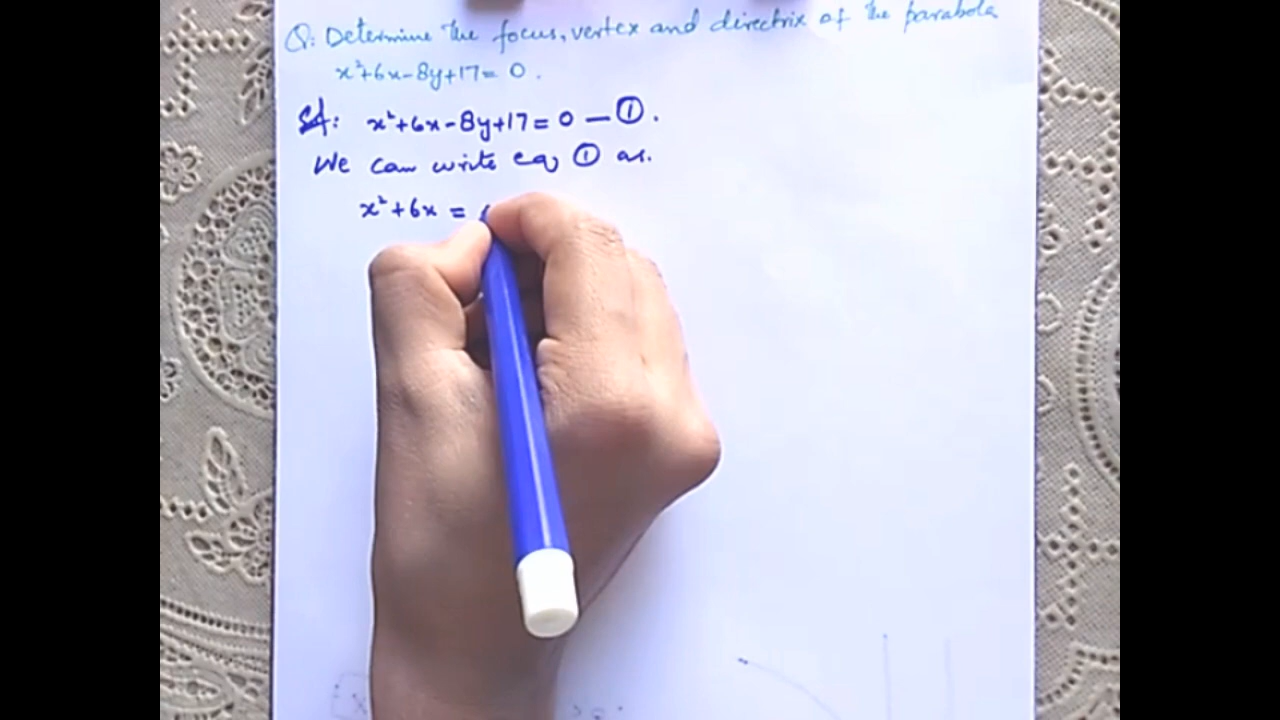 Q: Determine the focus, vertex and directrix of the parabola
x²+6x-8y+17= 0 .
Sol: x²+6x-8y+17= 0 — ① .
We can write eq ① as.
x²+6x =